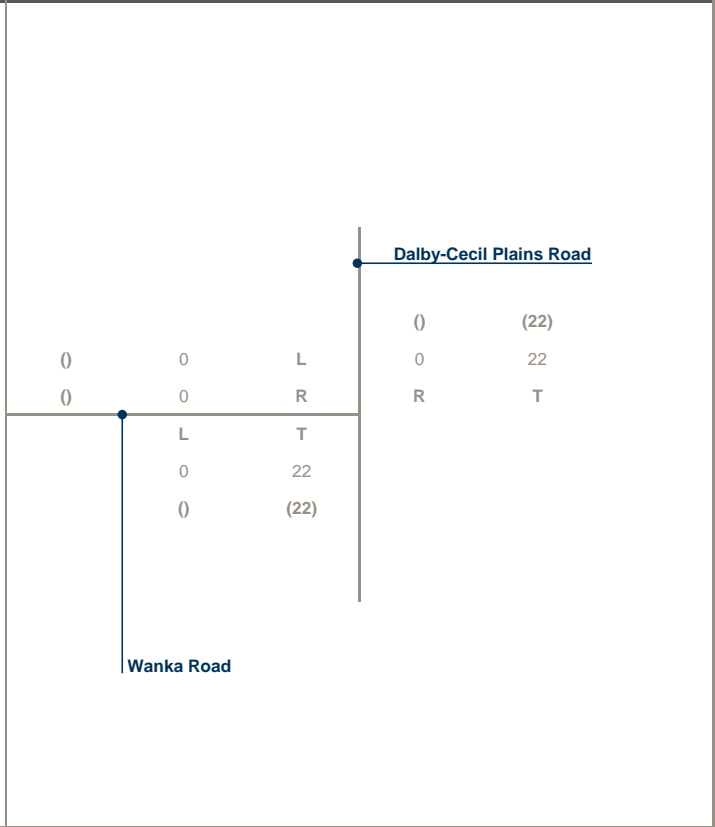 Dalby-Cecil Plains Road
() (22)
() 0 L 0 22
() 0 R R T
L T
0 22
() (22)
Wanka Road